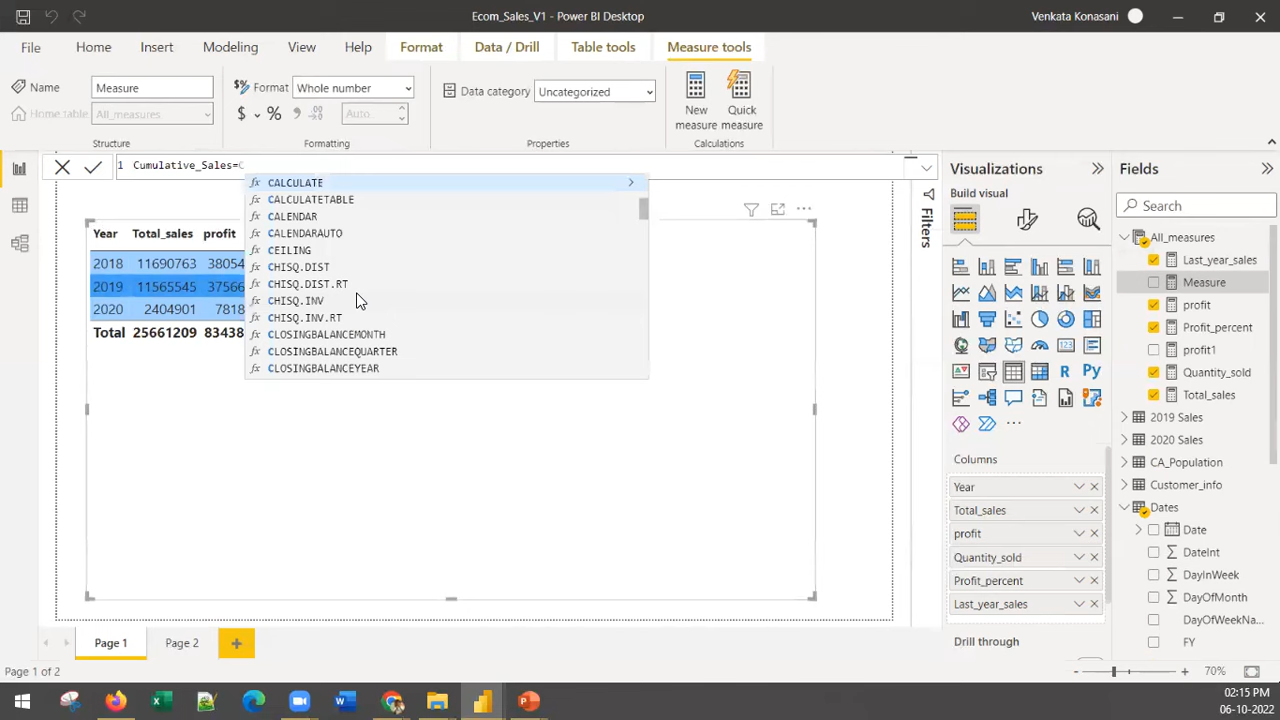 Ecom_Sales_V1 - Power BI Desktop
Venkata Konasani
File
Home
Insert
Modeling
View
Help
Format
Data / Drill
Table tools
Measure tools
Name
Measure
Home table
All_measures
Structure
Format
Whole number
$
%
Auto
Formatting
Data category
Uncategorized
Properties
New measure
Quick measure
Calculations
1 Cumulative_Sales=C
CALCULATE
CALCULATETABLE
CALENDAR
CALENDARAUTO
CEILING
CHISQ.DIST
CHISQ.DIST.RT
CHISQ.INV
CHISQ.INV.RT
CLOSINGBALANCEMONTH
CLOSINGBALANCEQUARTER
CLOSINGBALANCEYEAR
Year Total_sales profit
2018 11690763 38054
2019 11565545 37566
2020 2404901 7818
Total 25661209 83438
Filters
Visualizations
Build visual
R
Py
Columns
Year
Total_sales
profit
Quantity_sold
Profit_percent
Last_year_sales
Drill through
Fields
Search
All_measures
Last_year_sales
Measure
profit
Profit_percent
profit1
Quantity_sold
Total_sales
2019 Sales
2020 Sales
CA_Population
Customer_info
Dates
Date
DateInt
DayInWeek
DayOfMonth
DayOfWeekNa...
FY
Page 1
Page 2
Page 1 of 2
70%
02:15 PM
06-10-2022